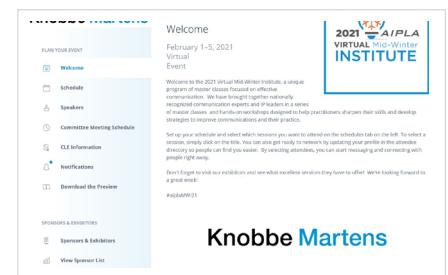 Knobbe Martens
PLAN YOUR EVENT
Welcome
Schedule
Speakers
Committee Meeting Schedule
CLE Information
Notifications
Download the Preview
SPONSORS & EXHIBITORS
Sponsors & Exhibitors
View Sponsor List
Welcome
February 1–5, 2021
Virtual
Event
2021 AIPLA
VIRTUAL Mid-Winter
INSTITUTE
Welcome to the 2021 Virtual Mid-Winter Institute, a unique
program of master classes focused on effective
communication. We have brought together nationally
recognized communication experts and IP leaders in a series
of master classes and hands-on workshops designed to help practitioners sharpen their skills and develop
strategies to improve communications and their practice.
Set up your schedule and select which sessions you want to attend on the schedules tab on the left. To select a
session, simply click on the title. You can also get ready to network by updating your profile in the attendee
directory so people can find you easier. By selecting attendees, you can start messaging and connecting with
people right away.
Don't forget to visit our exhibitors and see what excellent services they have to offer! We're looking forward to
a great week!
#aiplaMW21
Knobbe Martens